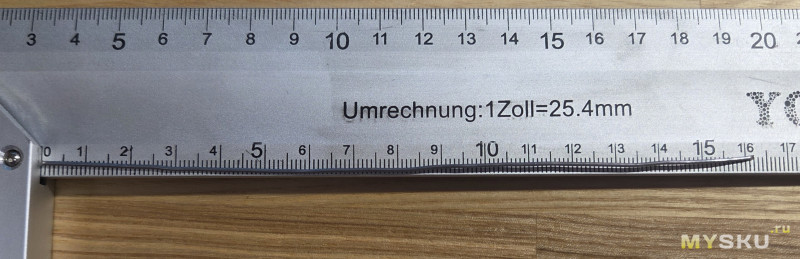 3 4 5 6 7 8 9 10 11 12 13 14 15 16 17 18 19 20
Umrechnung:1Zoll=25.4mm
0 1 2 3 4 5 6 7 8 9 10 11 12 13 14 15 16 17
MYSKU.ru